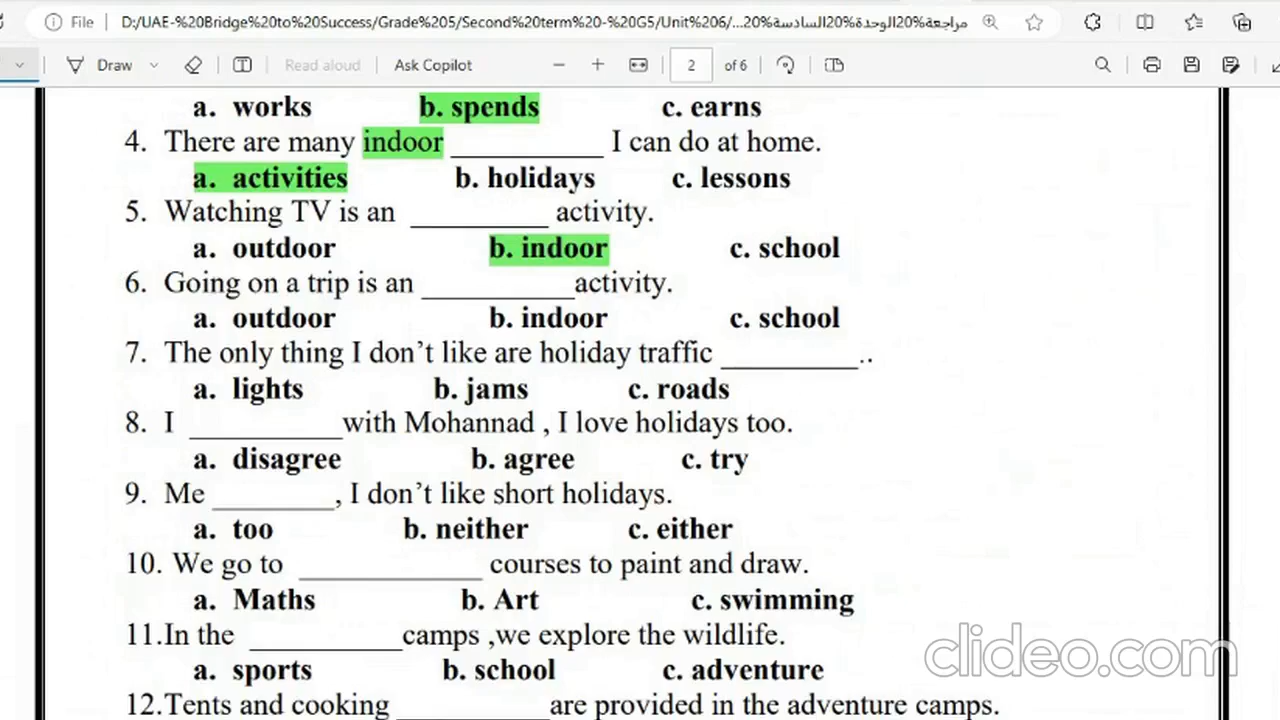 File D:/UAE-%20Bridge%20to%20Success/Grade%205/Second%20term%20-%20G5/Unit%206/...مراجعة%20الوحدة%20السادسة%20
Draw Read aloud Ask Copilot 2 of 6
a. works b. spends c. earns
4. There are many indoor __________ I can do at home.
a. activities b. holidays c. lessons
5. Watching TV is an _________ activity.
a. outdoor b. indoor c. school
6. Going on a trip is an __________activity.
a. outdoor b. indoor c. school
7. The only thing I don’t like are holiday traffic _________..
a. lights b. jams c. roads
8. I __________with Mohannad , I love holidays too.
a. disagree b. agree c. try
9. Me ________, I don’t like short holidays.
a. too b. neither c. either
10. We go to ____________ courses to paint and draw.
a. Maths b. Art c. swimming
11.In the __________camps ,we explore the wildlife.
a. sports b. school c. adventure
12.Tents and cooking __________are provided in the adventure camps.
clideo.com